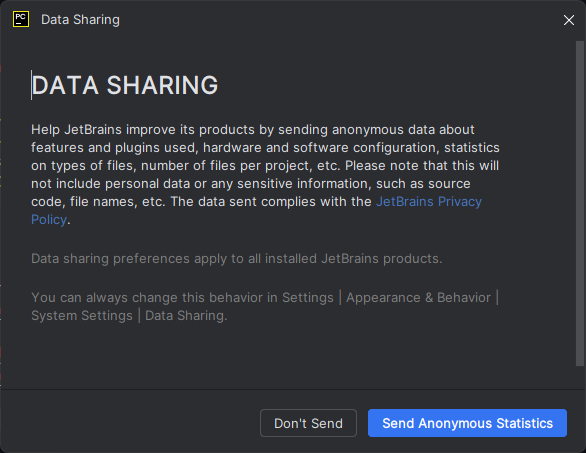 PC
Data Sharing
DATA SHARING
Help JetBrains improve its products by sending anonymous data about
features and plugins used, hardware and software configuration, statistics
on types of files, number of files per project, etc. Please note that this will
not include personal data or any sensitive information, such as source
code, file names, etc. The data sent complies with the JetBrains Privacy
Policy.
Data sharing preferences apply to all installed JetBrains products.
You can always change this behavior in Settings | Appearance & Behavior |
System Settings | Data Sharing.
Don't Send
Send Anonymous Statistics